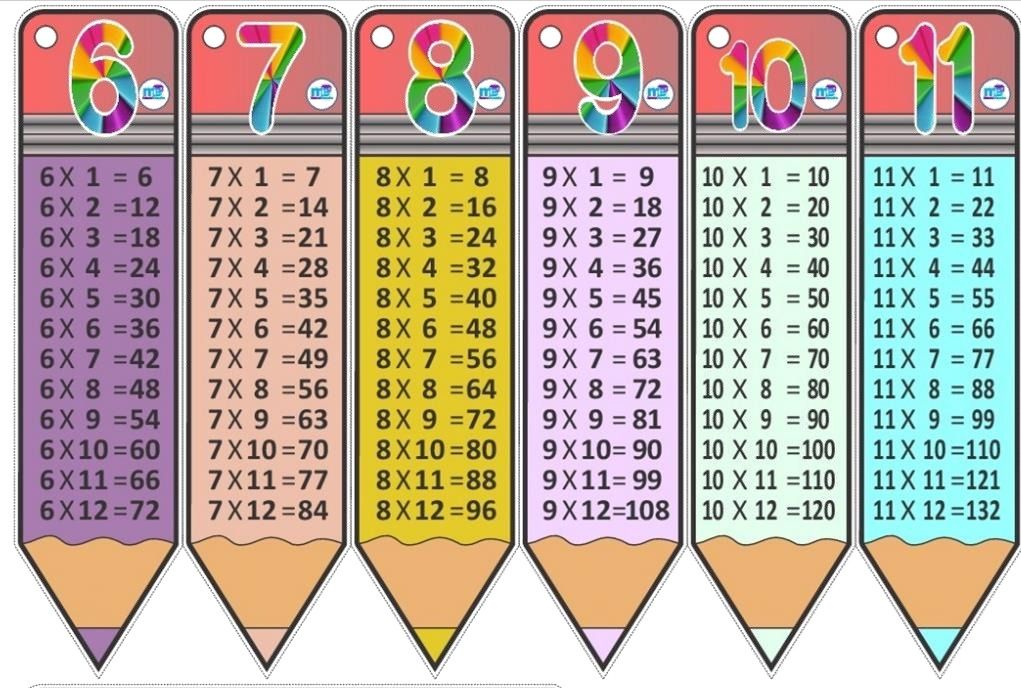 6
6 X 1 = 6
6 X 2 =12
6 X 3 =18
6 X 4 =24
6 X 5 =30
6 X 6 =36
6 X 7 =42
6 X 8 =48
6 X 9 =54
6 X 10 =60
6 X 11 =66
6 X 12 =72
7
7 X 1 = 7
7 X 2 =14
7 X 3 =21
7 X 4 =28
7 X 5 =35
7 X 6 =42
7 X 7 =49
7 X 8 =56
7 X 9 =63
7 X 10 =70
7 X 11 =77
7 X 12 =84
8
8 X 1 = 8
8 X 2 =16
8 X 3 =24
8 X 4 =32
8 X 5 =40
8 X 6 =48
8 X 7 =56
8 X 8 =64
8 X 9 =72
8 X 10 =80
8 X 11 =88
8 X 12 =96
9
9 X 1 = 9
9 X 2 = 18
9 X 3 = 27
9 X 4 = 36
9 X 5 = 45
9 X 6 = 54
9 X 7 = 63
9 X 8 = 72
9 X 9 = 81
9 X 10= 90
9 X 11= 99
9 X 12=108
10
10 X 1 = 10
10 X 2 = 20
10 X 3 = 30
10 X 4 = 40
10 X 5 = 50
10 X 6 = 60
10 X 7 = 70
10 X 8 = 80
10 X 9 = 90
10 X 10 =100
10 X 11 =110
10 X 12 =120
11
11 X 1 = 11
11 X 2 = 22
11 X 3 = 33
11 X 4 = 44
11 X 5 = 55
11 X 6 = 66
11 X 7 = 77
11 X 8 = 88
11 X 9 = 99
11 X 10 =110
11 X 11 =121
11 X 12 =132